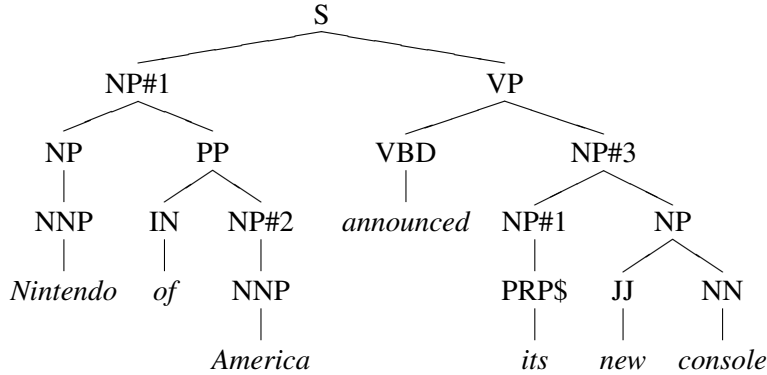 S
NP#1 VP
NP PP VBD NP#3
NNP IN NP#2 announced NP#1 NP
Nintendo of NNP PRP$ JJ NN
America its new console